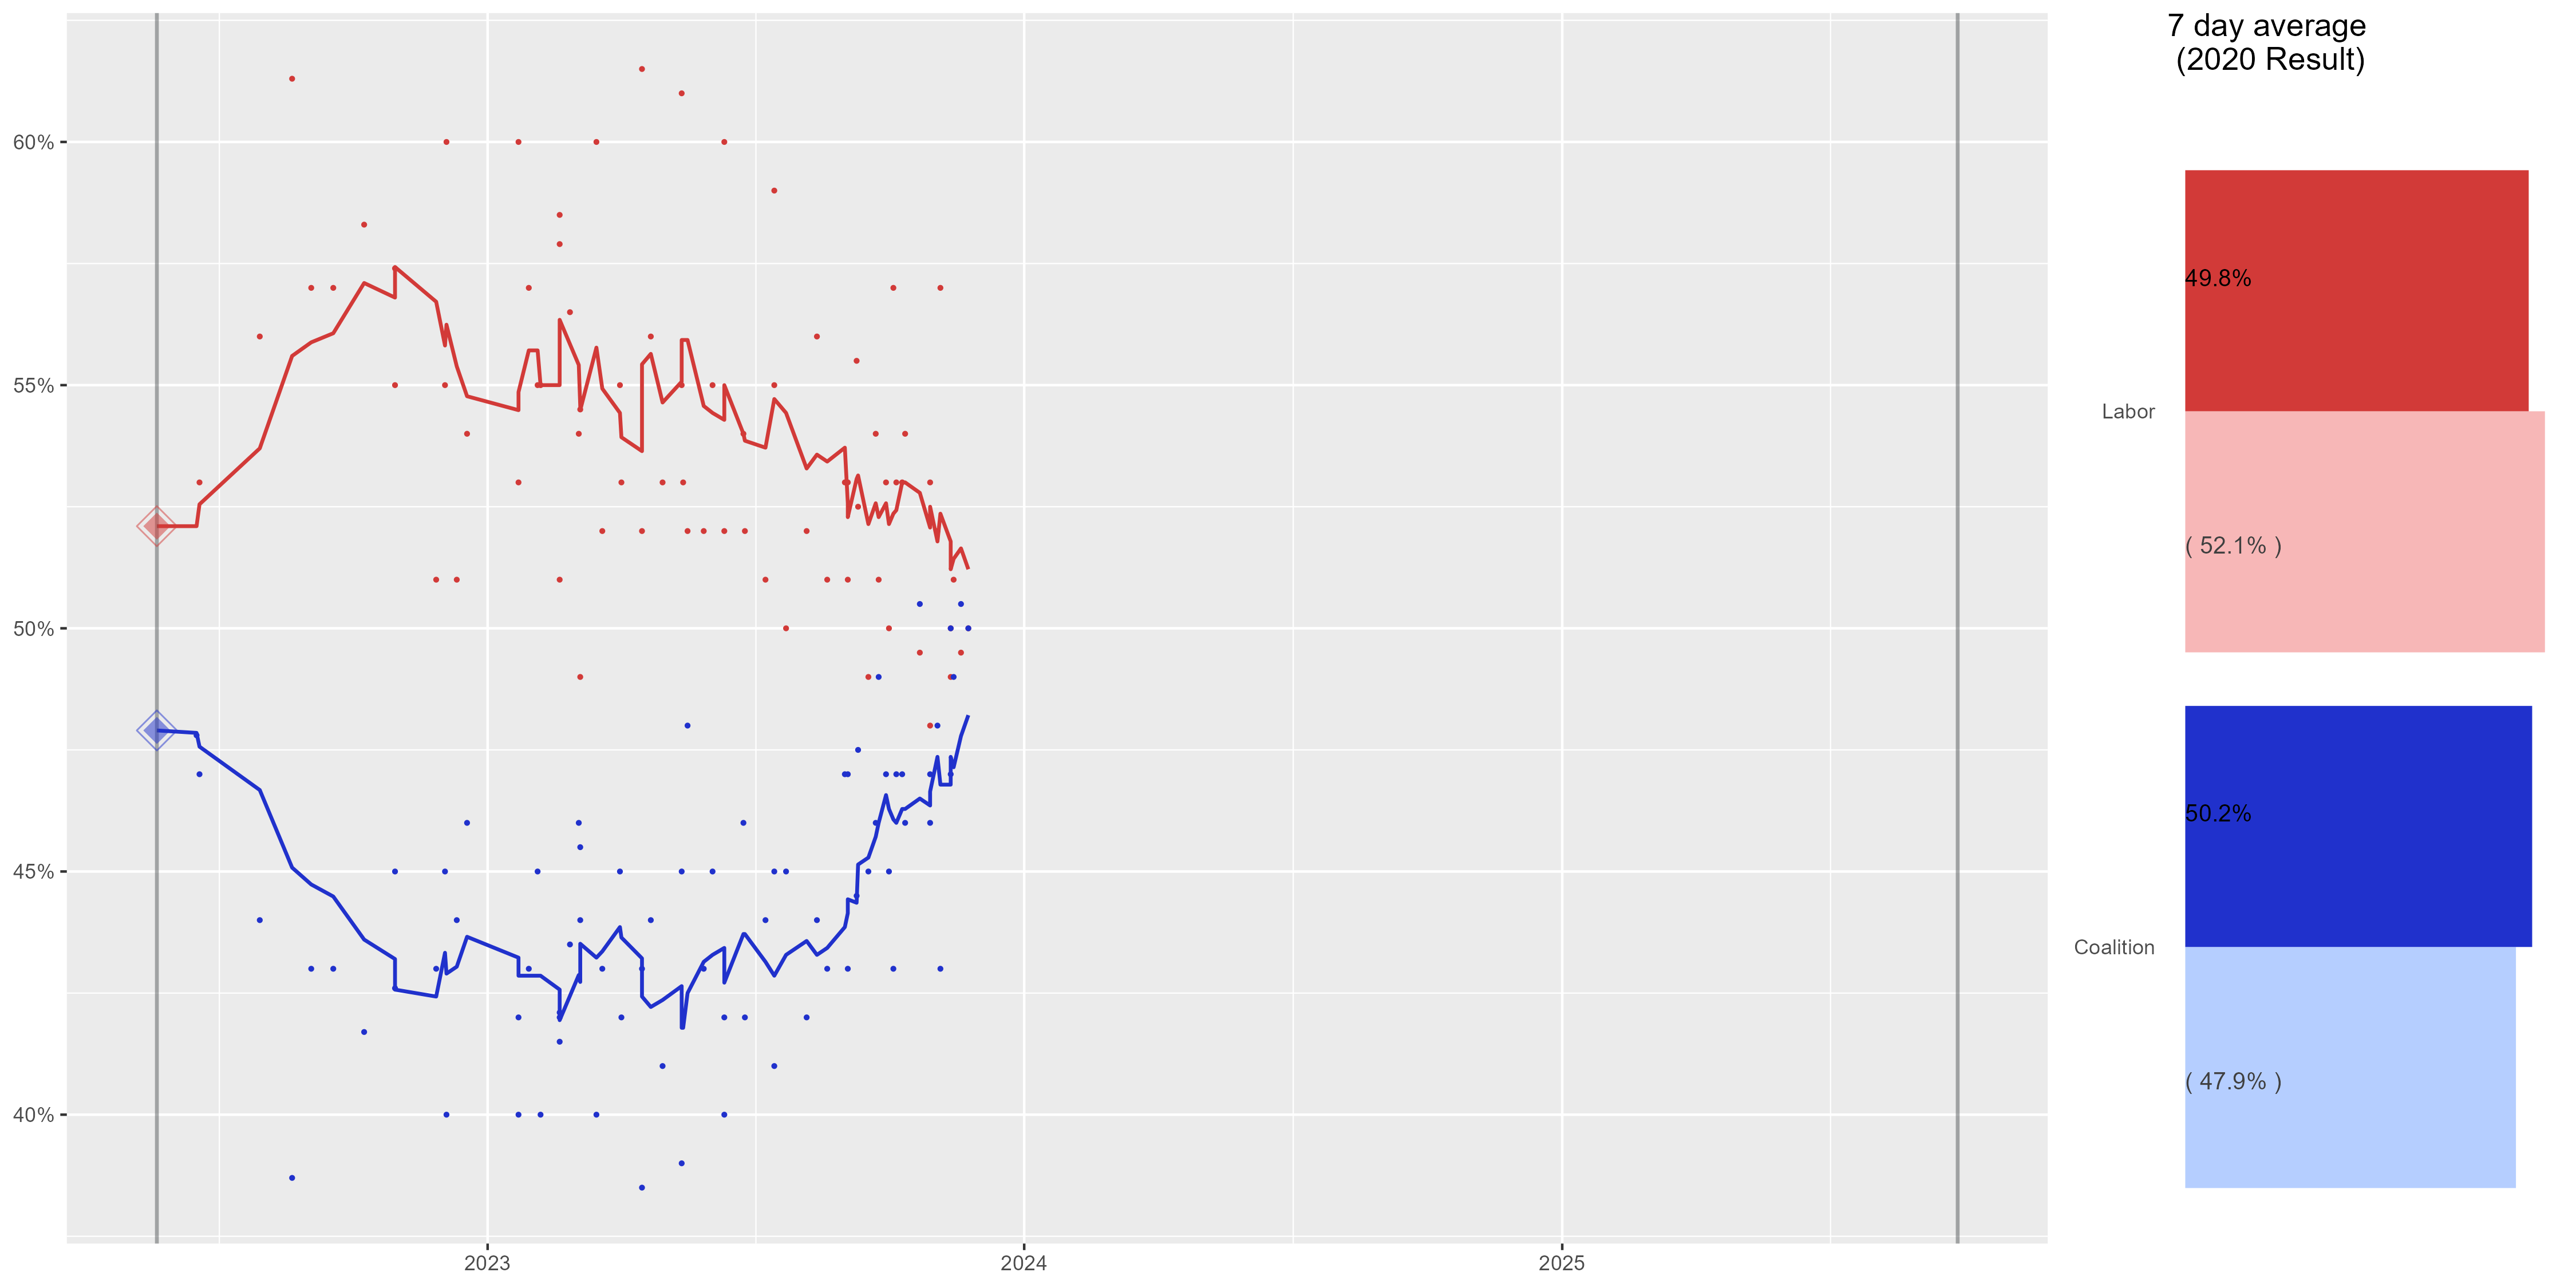 7 day average
(2020 Result)
60%
55%
50%
45%
40%
2023
2024
2025
Labor
49.8%
( 52.1% )
Coalition
50.2%
( 47.9% )